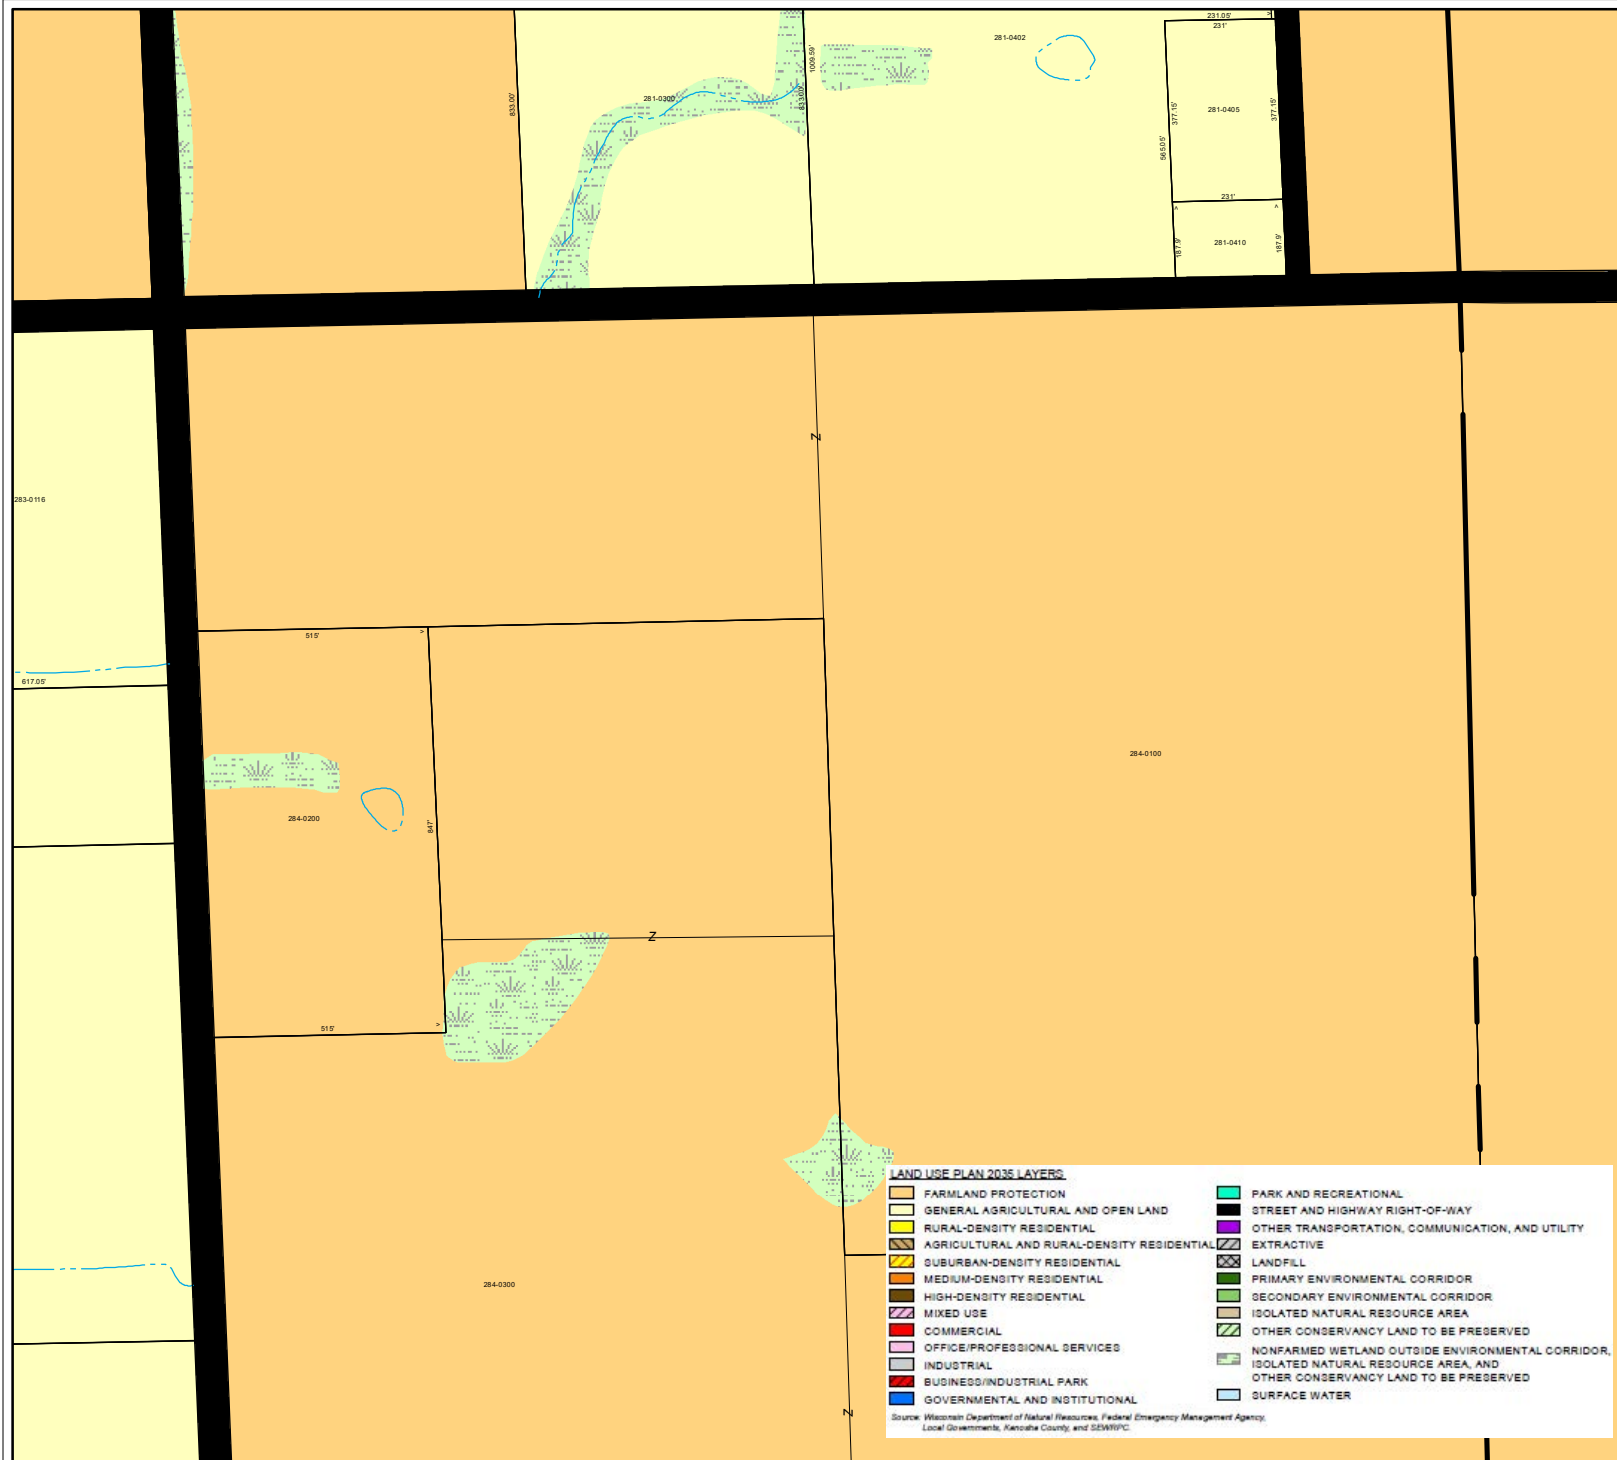 231.05'
231'
281-0402
1009.59'
833.00'
281-0300
833.00'
377.15'
281-0405
377.15'
565.05'
231'
187.9'
281-0410
187.9'
Z
283-0116
515'
617.05'
284-0100
284-0200
847'
Z
515'
284-0300
Z
LAND USE PLAN 2035 LAYERS
FARMLAND PROTECTION
GENERAL AGRICULTURAL AND OPEN LAND
RURAL-DENSITY RESIDENTIAL
AGRICULTURAL AND RURAL-DENSITY RESIDENTIAL
SUBURBAN-DENSITY RESIDENTIAL
MEDIUM-DENSITY RESIDENTIAL
HIGH-DENSITY RESIDENTIAL
MIXED USE
COMMERCIAL
OFFICE/PROFESSIONAL SERVICES
INDUSTRIAL
BUSINESS/INDUSTRIAL PARK
GOVERNMENTAL AND INSTITUTIONAL
PARK AND RECREATIONAL
STREET AND HIGHWAY RIGHT-OF-WAY
OTHER TRANSPORTATION, COMMUNICATION, AND UTILITY
EXTRACTIVE
LANDFILL
PRIMARY ENVIRONMENTAL CORRIDOR
SECONDARY ENVIRONMENTAL CORRIDOR
ISOLATED NATURAL RESOURCE AREA
OTHER CONSERVANCY LAND TO BE PRESERVED
NONFARMED WETLAND OUTSIDE ENVIRONMENTAL CORRIDOR,
ISOLATED NATURAL RESOURCE AREA, AND
OTHER CONSERVANCY LAND TO BE PRESERVED
SURFACE WATER
Source: Wisconsin Department of Natural Resources, Federal Emergency Management Agency,
Local Governments, Kenosha County, and SEWRPC.